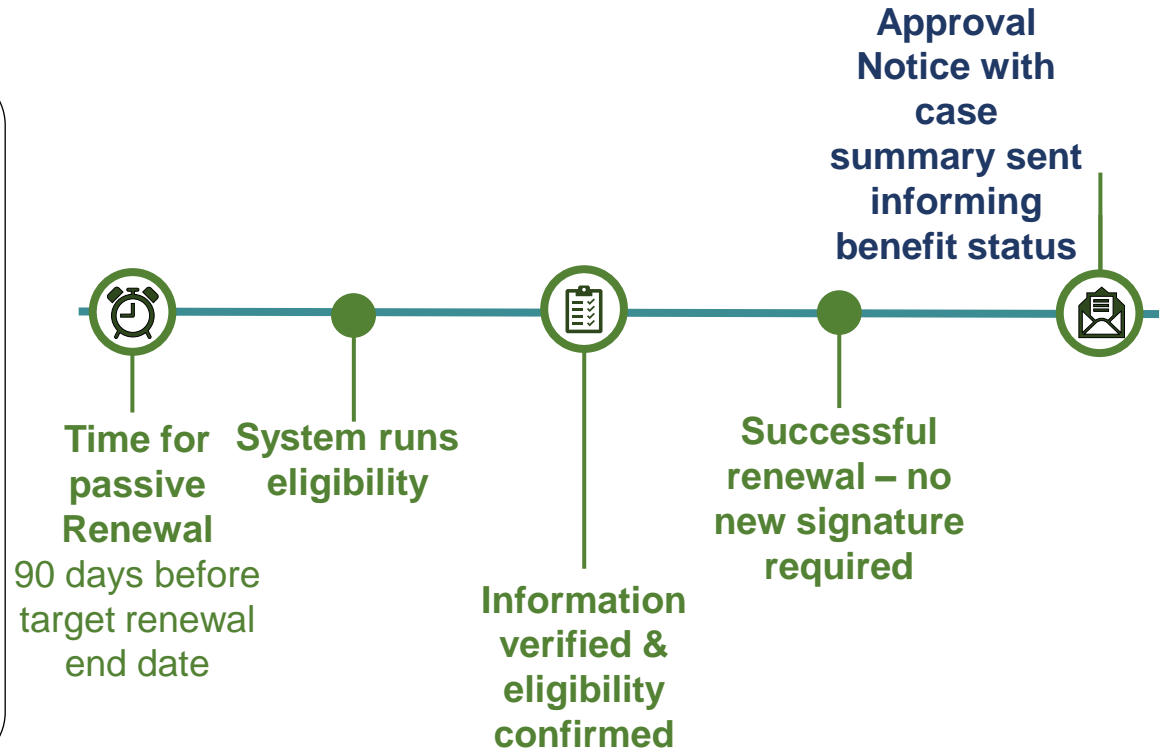 Time for
passive
Renewal
90 days before
target renewal
end date
System runs
eligibility
Information
verified &
eligibility
confirmed
Successful
renewal – no
new signature
required
Approval
Notice with
case
summary sent
informing
benefit status